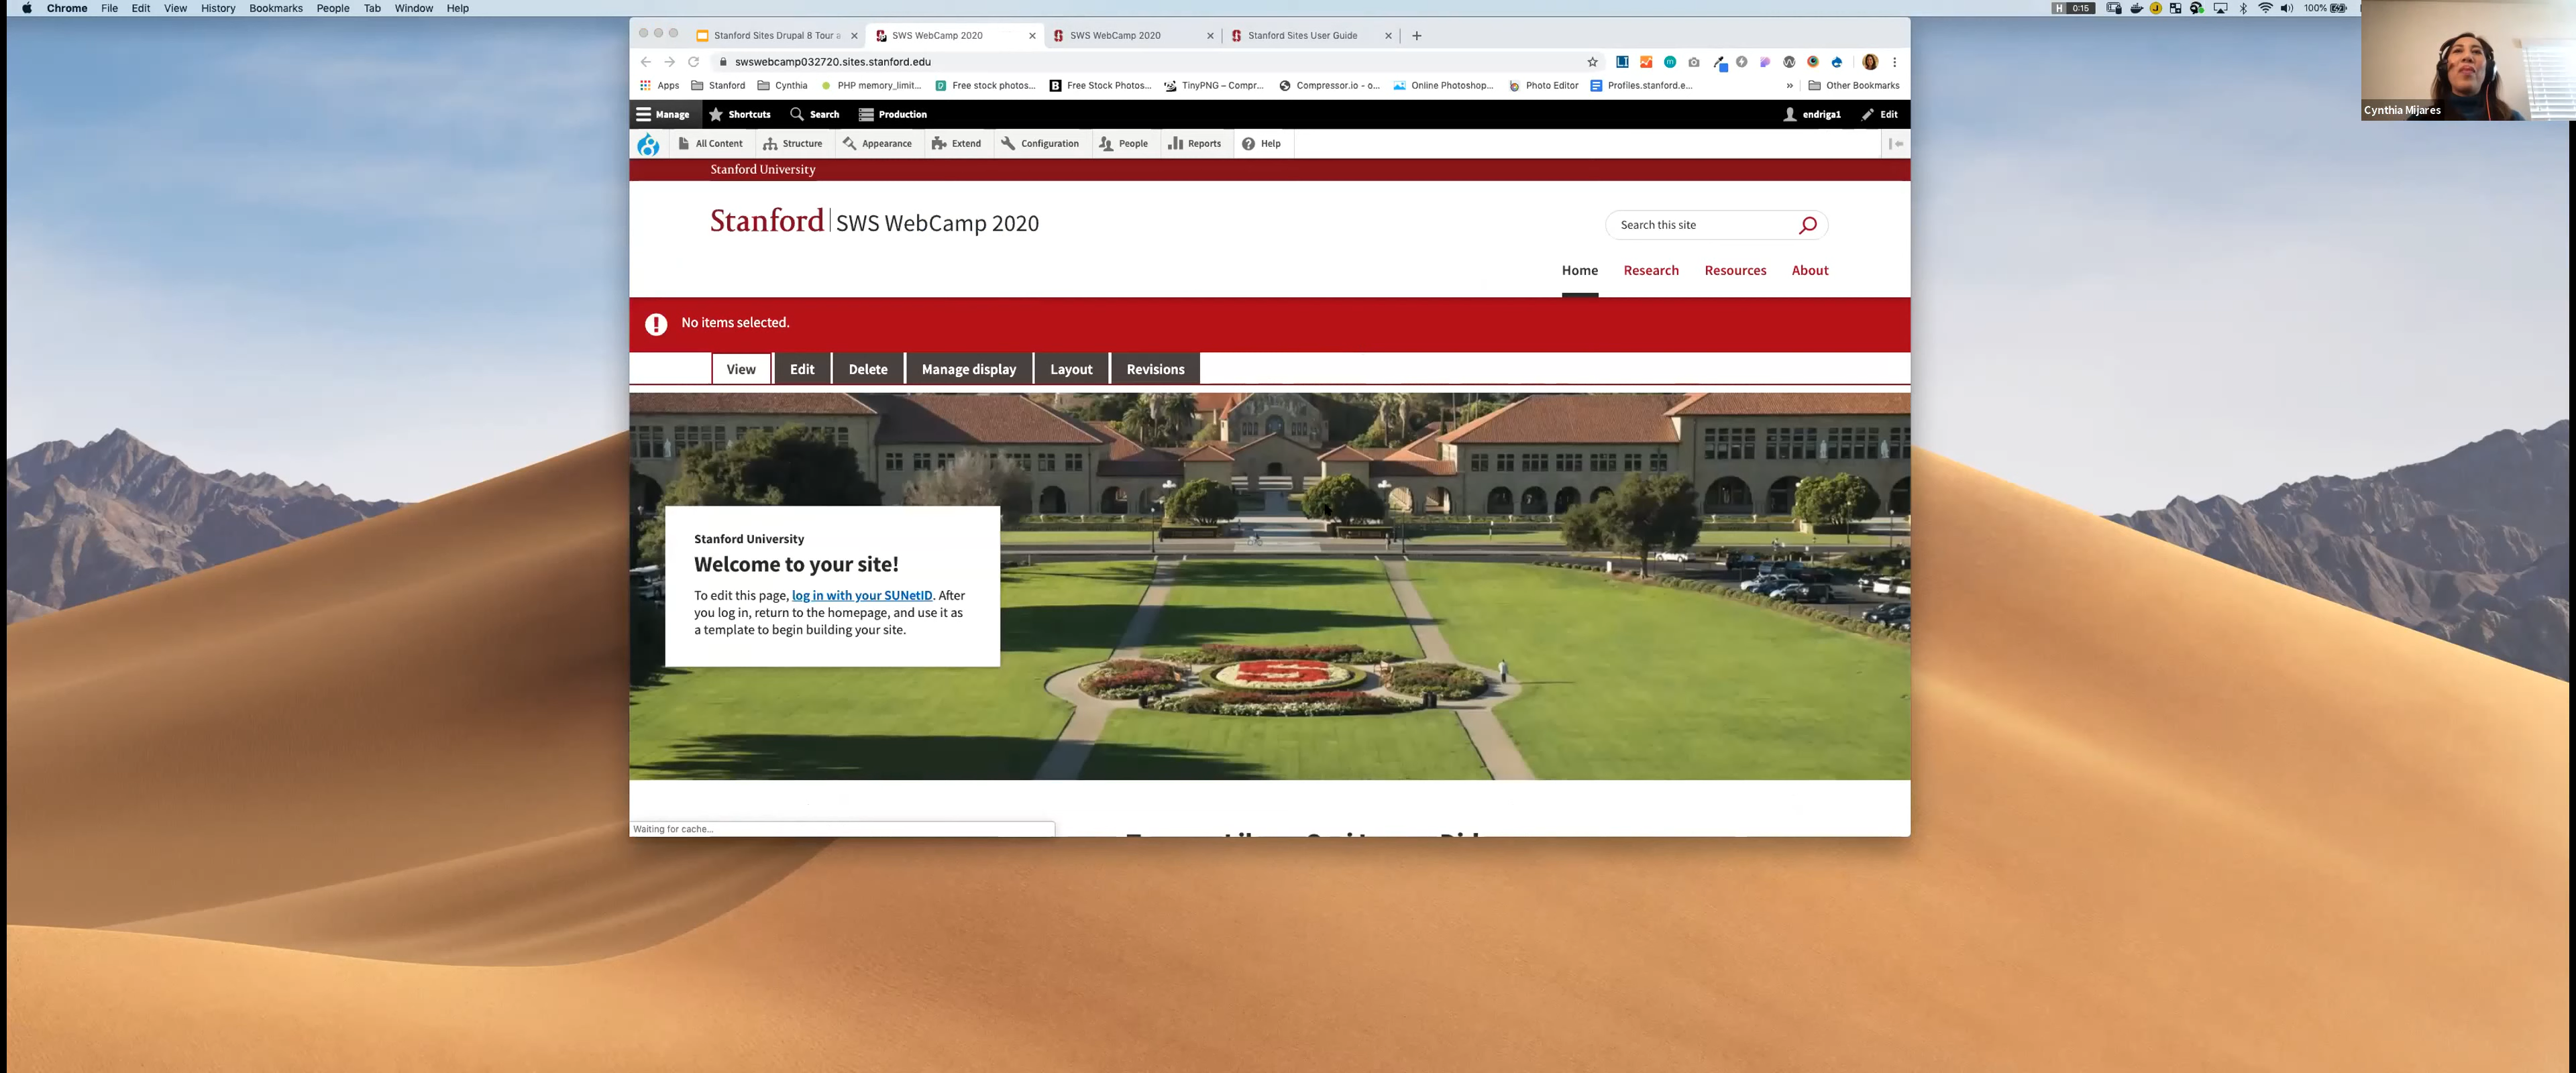 Chrome File Edit View History Bookmarks People Tab Window Help
H 0:15 100%
Cynthia Mijares
Stanford Sites Drupal 8 Tour a SWS WebCamp 2020 SWS WebCamp 2020 Stanford Sites User Guide
swswebcamp032720.sites.stanford.edu
Apps Stanford Cynthia PHP memory_limit... Free stock photos... Free Stock Photos... TinyPNG – Compr... Compressor.io - o... Online Photoshop... Photo Editor Profiles.stanford.e... » Other Bookmarks
Manage Shortcuts Search Production endriga1 Edit
All Content Structure Appearance Extend Configuration People Reports Help
Stanford University
Stanford | SWS WebCamp 2020
Search this site
Home Research Resources About
No items selected.
View Edit Delete Manage display Layout Revisions
Stanford University
Welcome to your site!
To edit this page, log in with your SUNetID. After
you log in, return to the homepage, and use it as
a template to begin building your site.
Waiting for cache...